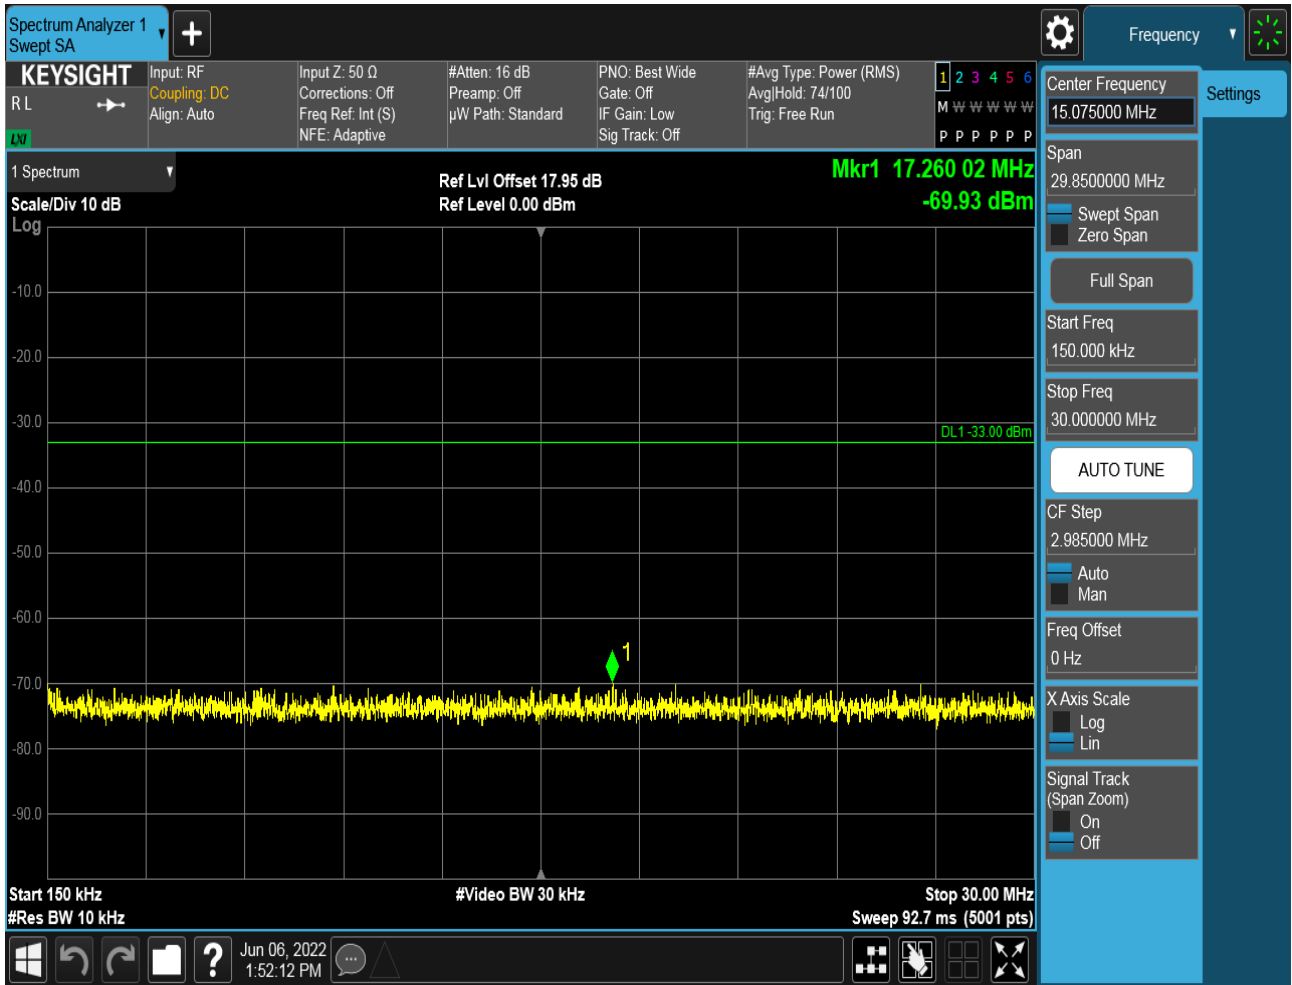 Spectrum Analyzer 1
Swept SA
Frequency
KEYSIGHT
R L
LXI
Input: RF
Coupling: DC
Align: Auto
Input Z: 50 Ω
Corrections: Off
Freq Ref: Int (S)
NFE: Adaptive
#Atten: 16 dB
Preamp: Off
µW Path: Standard
PNO: Best Wide
Gate: Off
IF Gain: Low
Sig Track: Off
#Avg Type: Power (RMS)
Avg|Hold: 74/100
Trig: Free Run
1 2 3 4 5 6
M W W W W W
P P P P P P
1 Spectrum
Scale/Div 10 dB
Log
Ref Lvl Offset 17.95 dB
Ref Level 0.00 dBm
Mkr1 17.260 02 MHz
-69.93 dBm
-10.0
-20.0
-30.0
DL1 -33.00 dBm
-40.0
-50.0
-60.0
1
-70.0
-80.0
-90.0
Start 150 kHz
#Res BW 10 kHz
#Video BW 30 kHz
Stop 30.00 MHz
Sweep 92.7 ms (5001 pts)
Center Frequency
15.075000 MHz
Settings
Span
29.8500000 MHz
Swept Span
Zero Span
Full Span
Start Freq
150.000 kHz
Stop Freq
30.000000 MHz
AUTO TUNE
CF Step
2.985000 MHz
Auto
Man
Freq Offset
0 Hz
X Axis Scale
Log
Lin
Signal Track
(Span Zoom)
On
Off
?
Jun 06, 2022
1:52:12 PM